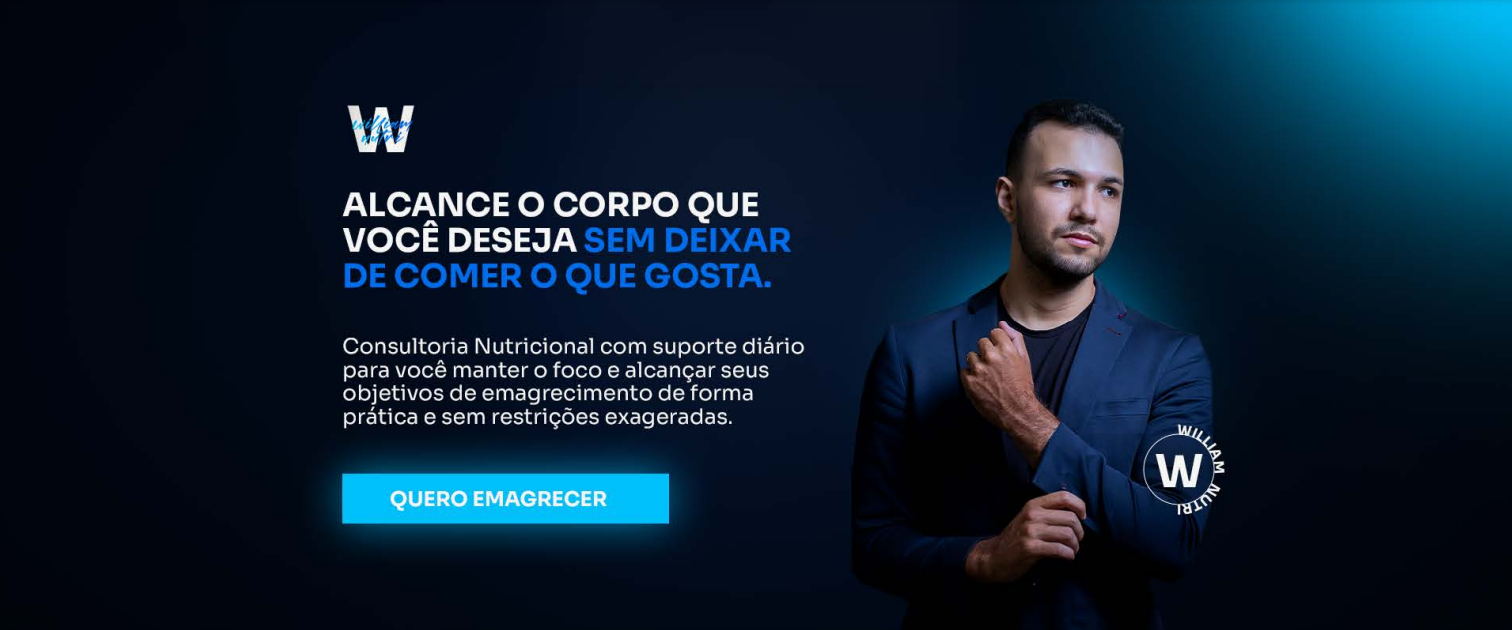 W
william
nutri
ALCANCE O CORPO QUE
VOCÊ DESEJA SEM DEIXAR
DE COMER O QUE GOSTA.
Consultoria Nutricional com suporte diário
para você manter o foco e alcançar seus
objetivos de emagrecimento de forma
prática e sem restrições exageradas.
QUERO EMAGRECER
WILLIAM NUTRI
W